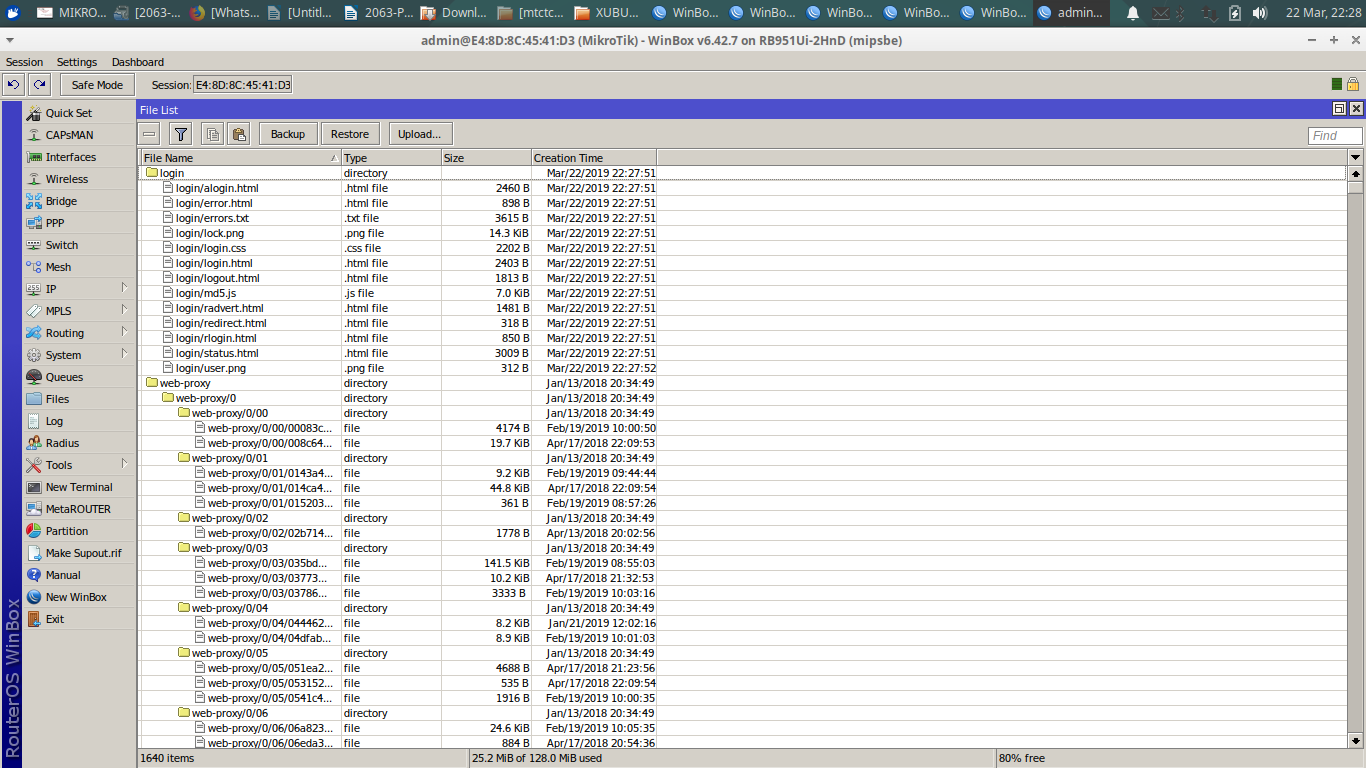 MIKRO... [2063-... [Whats... [Untitl... 2063-P... Downl... [mtctc... XUBU... WinBo... WinBo... WinBo... WinBo... WinBo... admin... 22 Mar, 22:28
admin@E4:8D:8C:45:41:D3 (MikroTik) - WinBox v6.42.7 on RB951Ui-2HnD (mipsbe)
Session Settings Dashboard
Safe Mode Session: E4:8D:8C:45:41:D3
Quick Set
CAPsMAN
Interfaces
Wireless
Bridge
PPP
Switch
Mesh
IP
MPLS
Routing
System
Queues
Files
Log
Radius
Tools
New Terminal
MetaROUTER
Partition
Make Supout.rif
Manual
New WinBox
Exit
RouterOS WinBox
File List
Backup Restore Upload... Find
File Name Type Size Creation Time
login directory Mar/22/2019 22:27:51
login/alogin.html .html file 2460 B Mar/22/2019 22:27:51
login/error.html .html file 898 B Mar/22/2019 22:27:51
login/errors.txt .txt file 3615 B Mar/22/2019 22:27:51
login/lock.png .png file 14.3 KiB Mar/22/2019 22:27:51
login/login.css .css file 2202 B Mar/22/2019 22:27:51
login/login.html .html file 2403 B Mar/22/2019 22:27:51
login/logout.html .html file 1813 B Mar/22/2019 22:27:51
login/md5.js .js file 7.0 KiB Mar/22/2019 22:27:51
login/radvert.html .html file 1481 B Mar/22/2019 22:27:51
login/redirect.html .html file 318 B Mar/22/2019 22:27:51
login/rlogin.html .html file 850 B Mar/22/2019 22:27:51
login/status.html .html file 3009 B Mar/22/2019 22:27:51
login/user.png .png file 312 B Mar/22/2019 22:27:52
web-proxy directory Jan/13/2018 20:34:49
web-proxy/0 directory Jan/13/2018 20:34:49
web-proxy/0/00 directory Jan/13/2018 20:34:49
web-proxy/0/00/00083c... file 4174 B Feb/19/2019 10:00:50
web-proxy/0/00/008c64... file 19.7 KiB Apr/17/2018 22:09:53
web-proxy/0/01 directory Jan/13/2018 20:34:49
web-proxy/0/01/0143a4... file 9.2 KiB Feb/19/2019 09:44:44
web-proxy/0/01/014ca4... file 44.8 KiB Apr/17/2018 22:09:54
web-proxy/0/01/015203... file 361 B Feb/19/2019 08:57:26
web-proxy/0/02 directory Jan/13/2018 20:34:49
web-proxy/0/02/02b714... file 1778 B Apr/13/2018 20:02:56
web-proxy/0/03 directory Jan/13/2018 20:34:49
web-proxy/0/03/035bd... file 141.5 KiB Feb/19/2019 08:55:03
web-proxy/0/03/03773... file 10.2 KiB Apr/17/2018 21:32:53
web-proxy/0/03/03786... file 3333 B Feb/19/2019 10:03:16
web-proxy/0/04 directory Jan/13/2018 20:34:49
web-proxy/0/04/044462... file 8.2 KiB Jan/21/2019 12:02:16
web-proxy/0/04/04dfab... file 8.9 KiB Feb/19/2019 10:01:03
web-proxy/0/05 directory Jan/13/2018 20:34:49
web-proxy/0/05/051ea2... file 4688 B Apr/17/2018 21:23:56
web-proxy/0/05/053152... file 535 B Apr/17/2018 22:09:54
web-proxy/0/05/0541c4... file 1916 B Feb/19/2019 10:00:35
web-proxy/0/06 directory Jan/13/2018 20:34:49
web-proxy/0/06/06a823... file 24.6 KiB Feb/19/2019 10:05:35
web-proxy/0/06/06eda3... file 884 B Apr/17/2018 20:54:36
1640 items 25.2 MiB of 128.0 MiB used 80% free